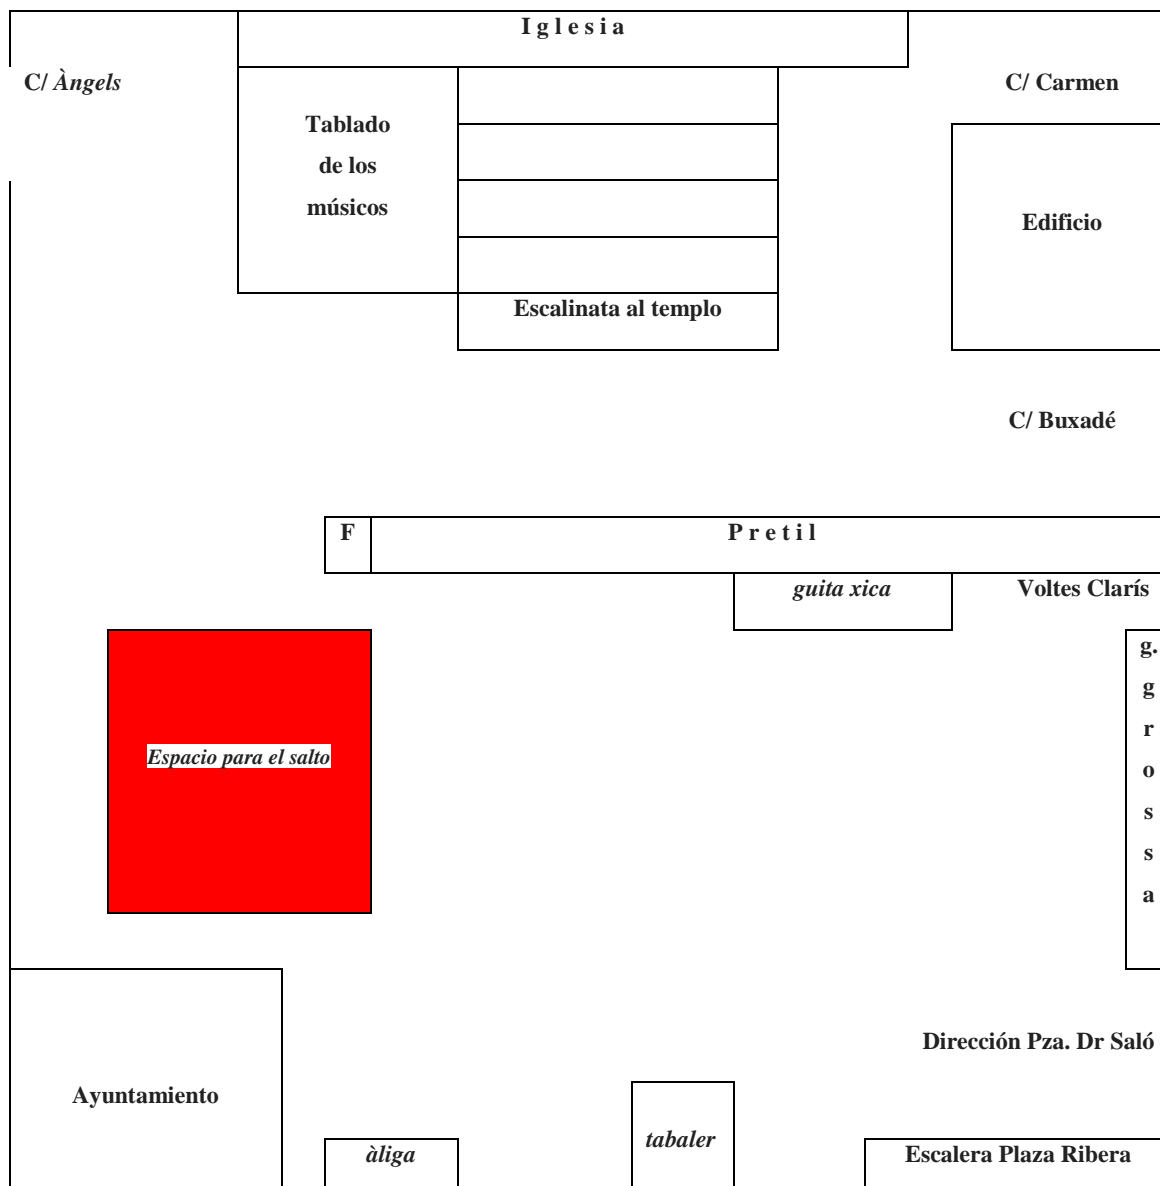 I g l e s i a
C/ Àngels
C/ Carmen
Tablado
de los
músicos
Edificio
Escalinata al templo
C/ Buxadé
F
P r e t i l
guita xica
Voltes Clarís
g.
g
r
o
s
s
a
Espacio para el salto
Dirección Pza. Dr Saló
Ayuntamiento
tabaler
àliga
Escalera Plaza Ribera